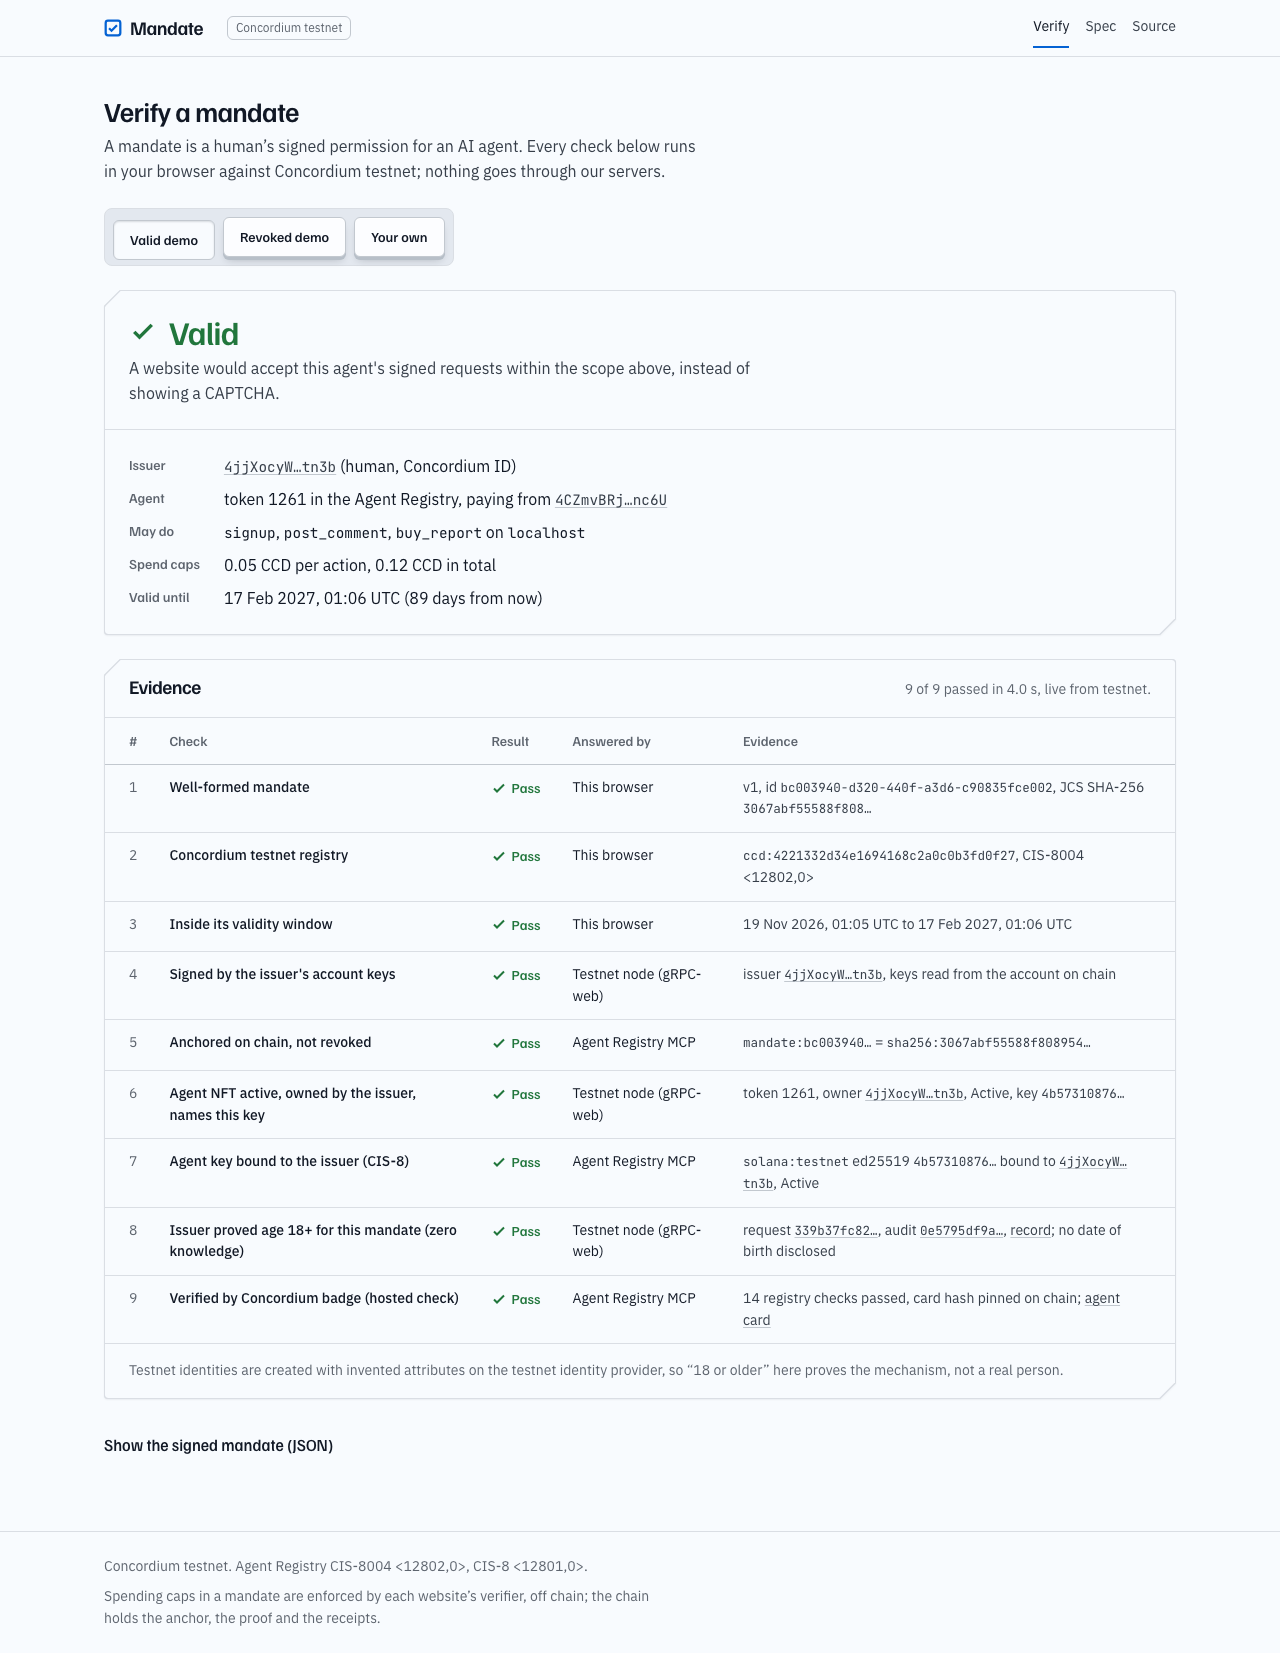 Mandate
Concordium testnet
Verify
Spec
Source
Verify a mandate
A mandate is a human’s signed permission for an AI agent. Every check below runs
in your browser against Concordium testnet; nothing goes through our servers.
Valid demo
Revoked demo
Your own
Valid
A website would accept this agent's signed requests within the scope above, instead of
showing a CAPTCHA.
Issuer 4jjXocyW…tn3b (human, Concordium ID)
Agent token 1261 in the Agent Registry, paying from 4CZmvBRj…nc6U
May do signup, post_comment, buy_report on localhost
Spend caps 0.05 CCD per action, 0.12 CCD in total
Valid until 17 Feb 2027, 01:06 UTC (89 days from now)
Evidence
9 of 9 passed in 4.0 s, live from testnet.
# Check Result Answered by Evidence
1 Well-formed mandate Pass This browser v1, id bc003940-d320-440f-a3d6-c90835fce002, JCS SHA-256
3067abf55588f808…
2 Concordium testnet registry Pass This browser ccd:4221332d34e1694168c2a0c0b3fd0f27, CIS-8004
<12802,0>
3 Inside its validity window Pass This browser 19 Nov 2026, 01:05 UTC to 17 Feb 2027, 01:06 UTC
4 Signed by the issuer's account keys Pass Testnet node (gRPC- issuer 4jjXocyW…tn3b, keys read from the account on chain
web)
5 Anchored on chain, not revoked Pass Agent Registry MCP mandate:bc003940… = sha256:3067abf55588f808954…
6 Agent NFT active, owned by the issuer, Pass Testnet node (gRPC- token 1261, owner 4jjXocyW…tn3b, Active, key 4b57310876…
names this key web)
7 Agent key bound to the issuer (CIS-8) Pass Agent Registry MCP solana:testnet ed25519 4b57310876… bound to 4jjXocyW…
tn3b, Active
8 Issuer proved age 18+ for this mandate (zero Pass Testnet node (gRPC- request 339b37fc82…, audit 0e5795df9a…, record; no date of
knowledge) web) birth disclosed
9 Verified by Concordium badge (hosted check) Pass Agent Registry MCP 14 registry checks passed, card hash pinned on chain; agent
card
Testnet identities are created with invented attributes on the testnet identity provider, so “18 or older” here proves the mechanism, not a real person.
Show the signed mandate (JSON)
Concordium testnet. Agent Registry CIS-8004 <12802,0>, CIS-8 <12801,0>.
Spending caps in a mandate are enforced by each website’s verifier, off chain; the chain
holds the anchor, the proof and the receipts.